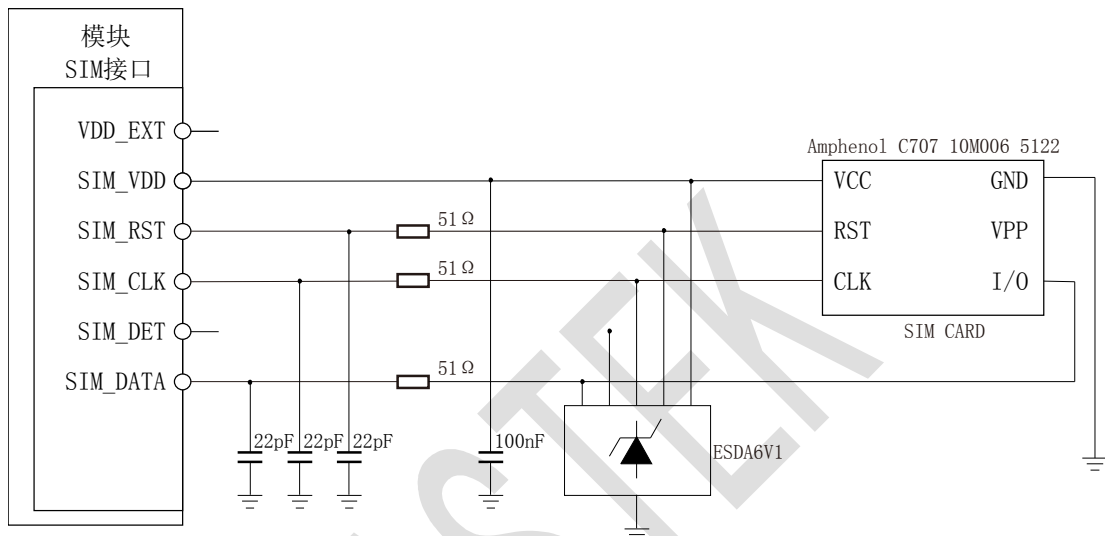 模块
SIM接口
VDD_EXT
SIM_VDD
SIM_RST
SIM_CLK
SIM_DET
SIM_DATA
51Ω
51Ω
51Ω
22pF
22pF
22pF
100nF
ESDA6V1
Amphenol C707 10M006 5122
VCC
GND
RST
VPP
CLK
I/O
SIM CARD